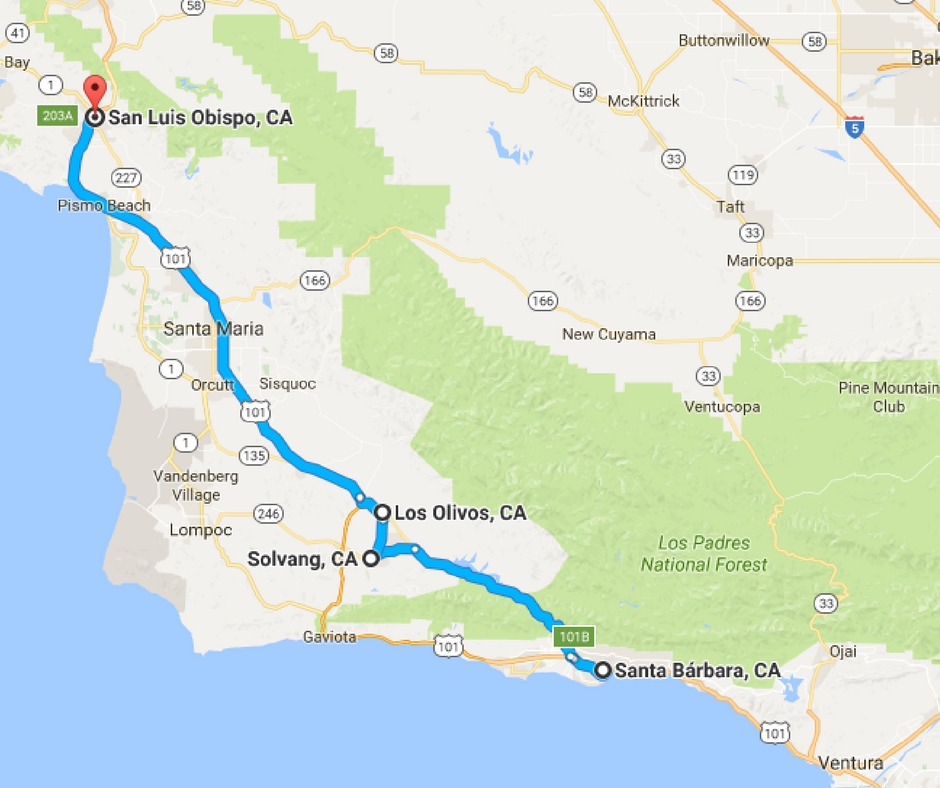 58
41
58
Buttonwillow
58
Bak
Bay
1
58
McKittrick
203A
San Luis Obispo, CA
5
33
119
227
Taft
Pismo Beach
33
101
Maricopa
166
166
166
Santa Maria
New Cuyama
1
Orcutt
Sisquoc
33
Pine Mountain
Club
101
Ventucopa
1
135
Vandenberg
Village
246
Los Olivos, CA
Lompoc
Los Padres
National Forest
Solvang, CA
33
Gaviota
101B
101
Ojai
Santa Bárbara, CA
101
Ventura